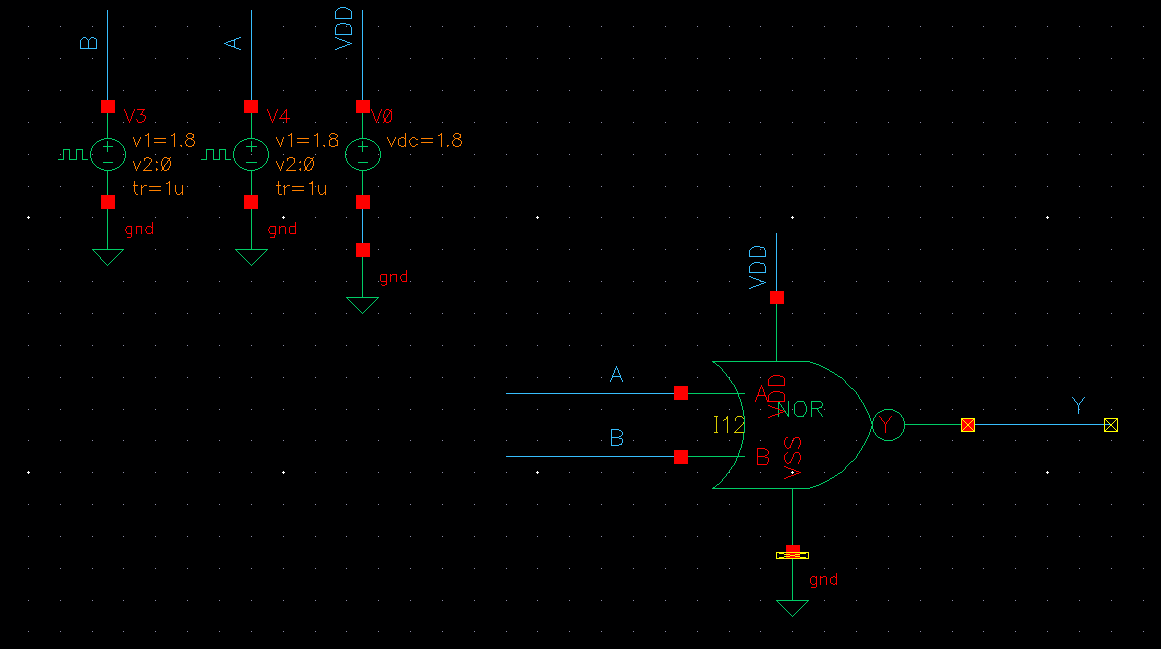 B
A
VDD
V3
v1=1.8
v2:0
tr=1u
gnd
V4
v1=1.8
v2:0
tr=1u
gnd
V0
vdc=1.8
gnd
VDD
A
B
A
VDD
NOR
I12
B
VSS
Y
Y
gnd